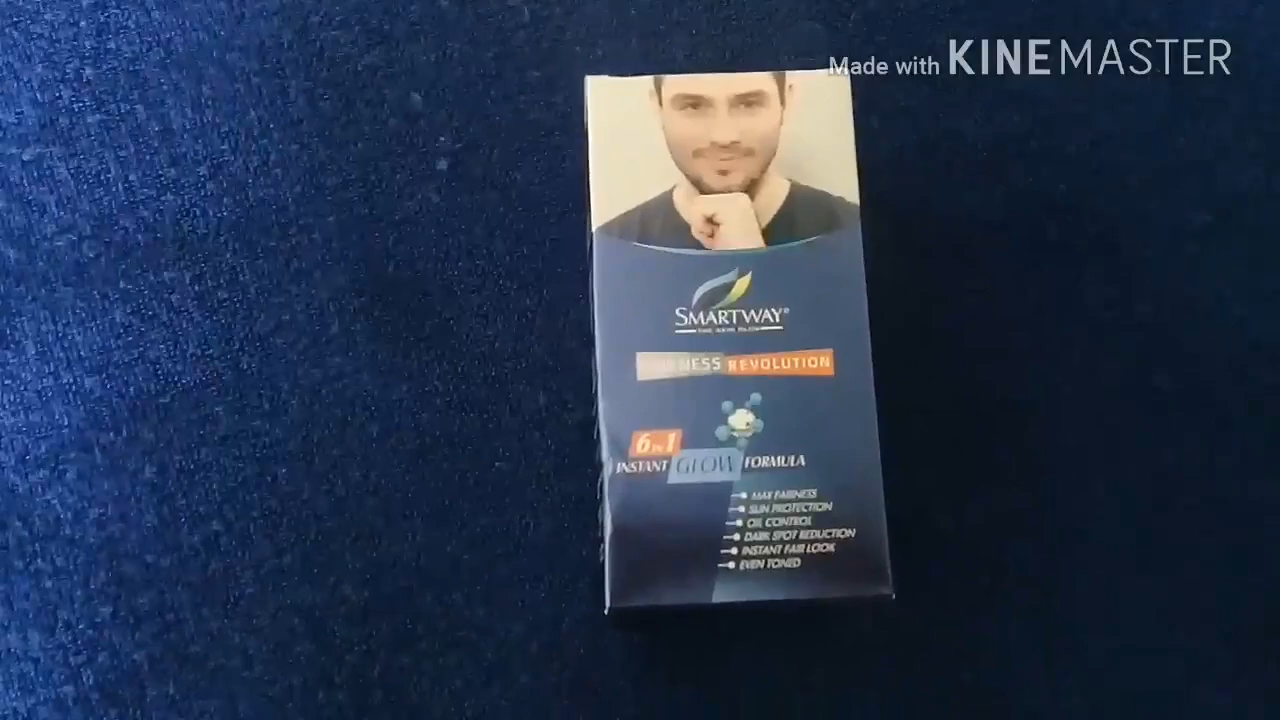 Made with KINEMASTER
SMARTWAY®
REVOLUTION
6 IN 1
INSTANT GLOW FORMULA
MAX FAIRNESS
SUN PROTECTION
OIL CONTROL
DARK SPOT REDUCTION
INSTANT FAIR LOOK
EVEN TONED